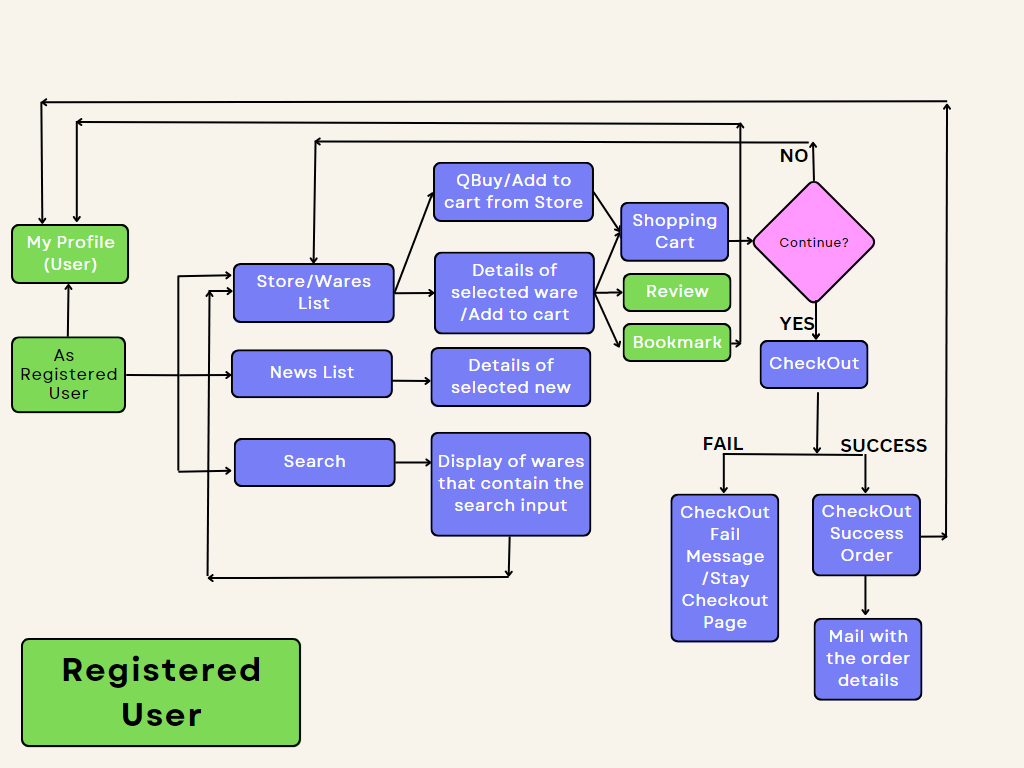 NO
QBuy/Add to
cart from Store
Shopping
Cart
My Profile
(User)
Continue?
Store/Wares
List
Details of
selected ware
/Add to cart
Review
YES
Bookmark
As
Registered
User
News List
Details of
selected new
CheckOut
FAIL
SUCCESS
Search
Display of wares
that contain the
search input
CheckOut
Fail
Message
/Stay
Checkout
Page
CheckOut
Success
Order
Mail with
the order
details
Registered
User